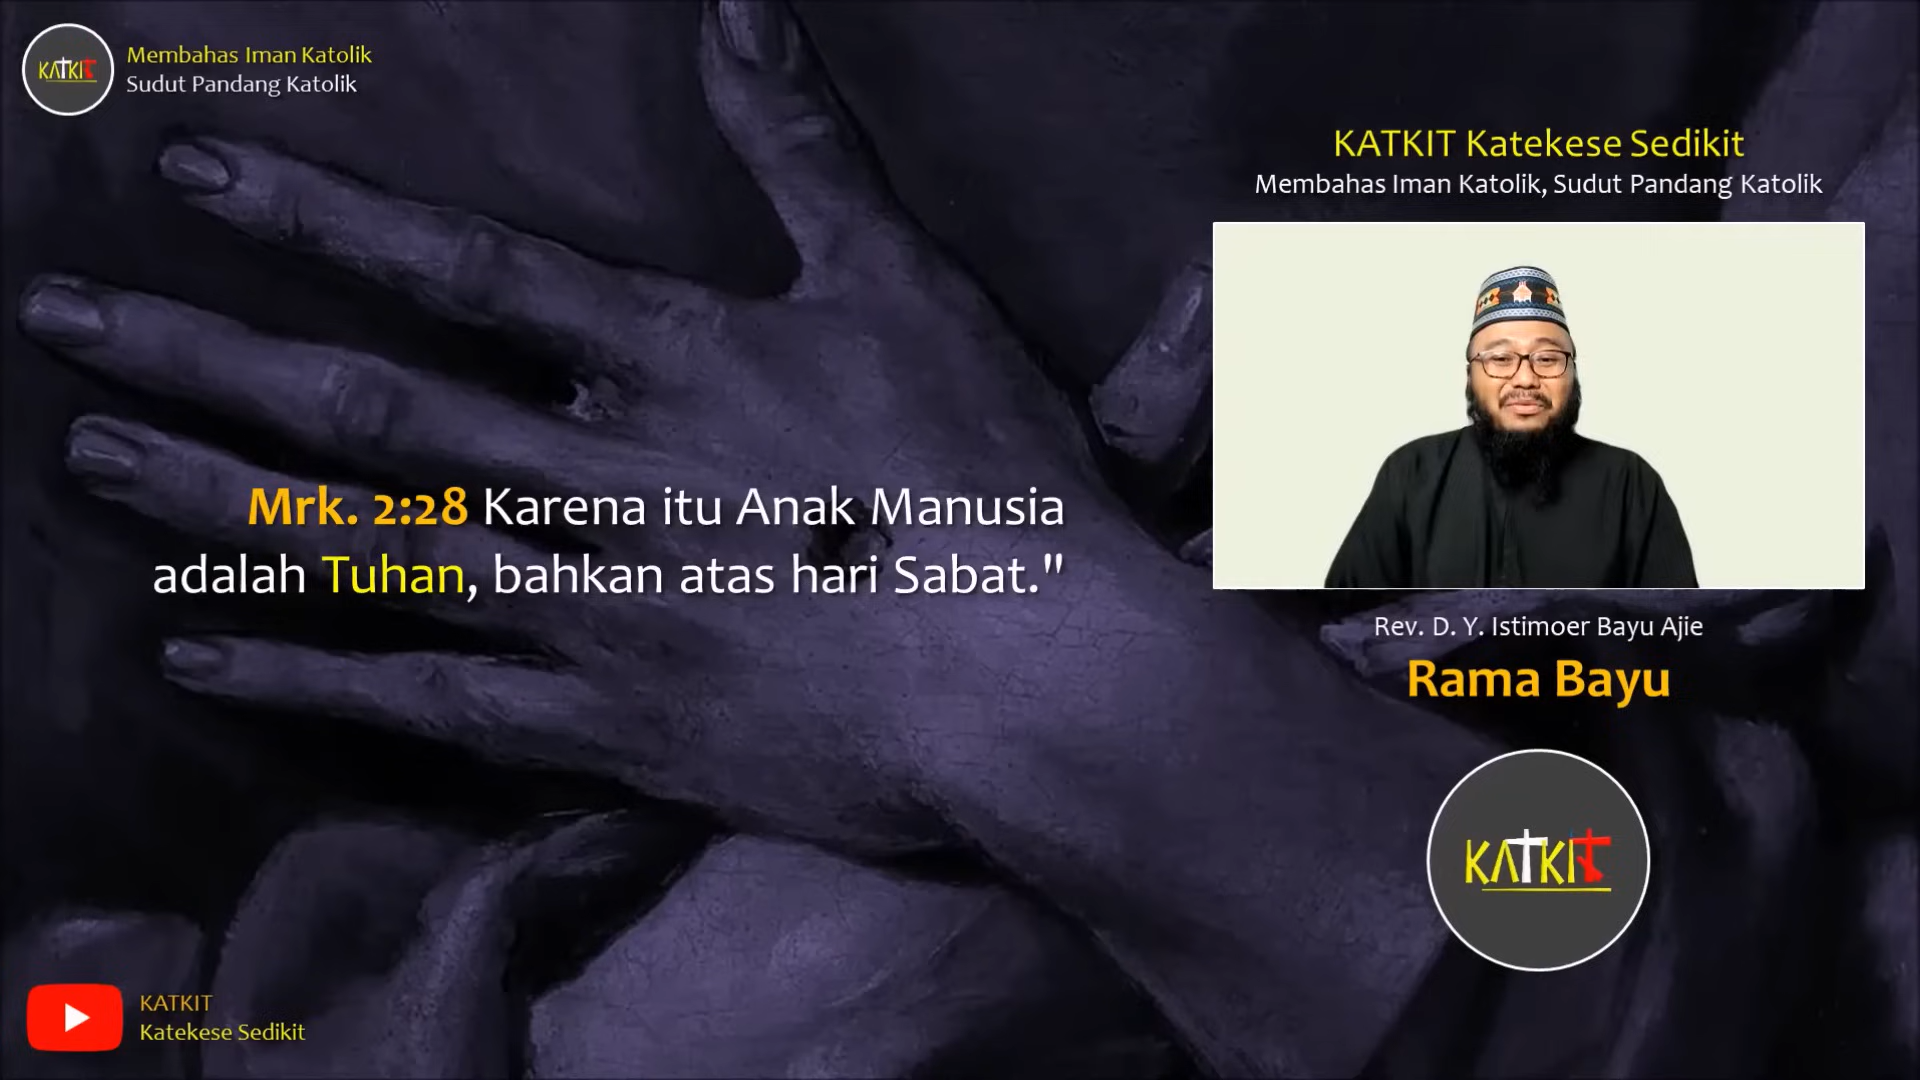 KATKIT
Membahas Iman Katolik
Sudut Pandang Katolik
KATKIT Katekese Sedikit
Membahas Iman Katolik, Sudut Pandang Katolik
Mrk. 2:28 Karena itu Anak Manusia
adalah Tuhan, bahkan atas hari Sabat."
Rev. D. Y. Istimoer Bayu Ajie
Rama Bayu
KATKIT
KATKIT
Katekese Sedikit